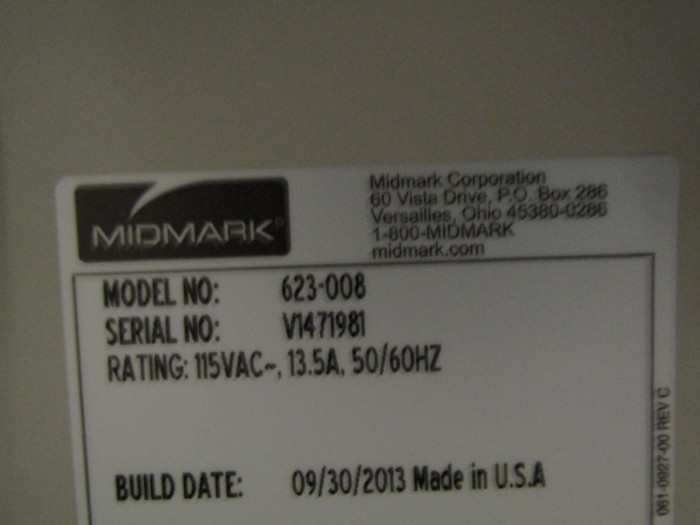 MIDMARK®
Midmark Corporation
60 Vista Drive, P.O. Box 286
Versailles, Ohio 45380-0286
1-800-MIDMARK
midmark.com
MODEL NO: 623-008
SERIAL NO: V1471981
RATING: 115VAC~, 13.5A, 50/60HZ
BUILD DATE: 09/30/2013 Made in U.S.A
061-0927-00 REV C